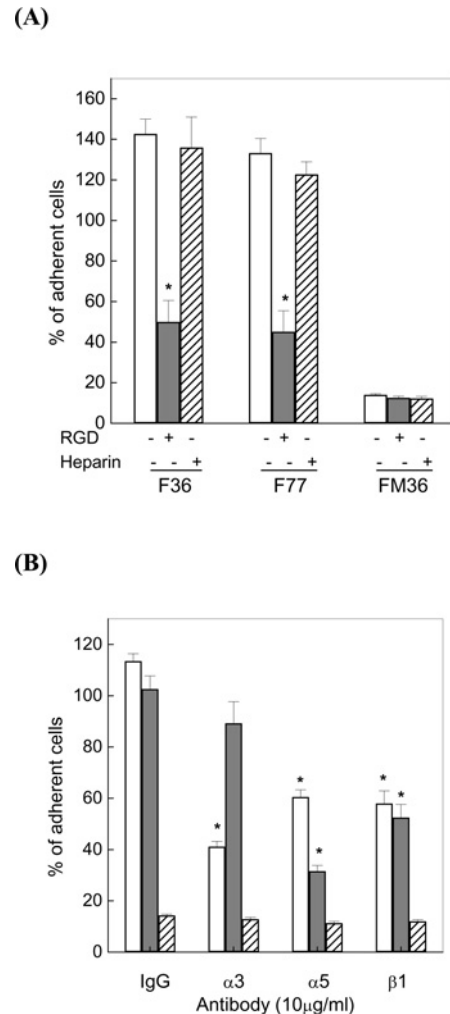 (A)
% of adherent cells
160
140
120
100
80
60
40
20
0
* *
RGD - + - - + - - + -
Heparin - - + - - + - - +
F36 F77 FM36
(B)
% of adherent cells
120
100
80
60
40
20
0
* * * * *
IgG α3 α5 β1
Antibody (10μg/ml)